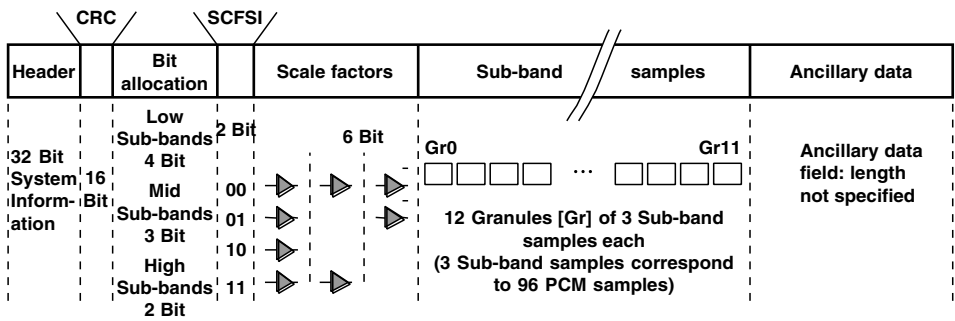 CRC
SCFSI
Header
Bit
allocation
Scale factors
Sub-band samples
Ancillary data
32 Bit
System
Inform-
ation
16
Bit
Low
Sub-bands
4 Bit
Mid
Sub-bands
3 Bit
High
Sub-bands
2 Bit
2 Bit
00
01
10
11
6 Bit
Gr0
Gr11
...
12 Granules [Gr] of 3 Sub-band
samples each
(3 Sub-band samples correspond
to 96 PCM samples)
Ancillary data
field: length
not specified